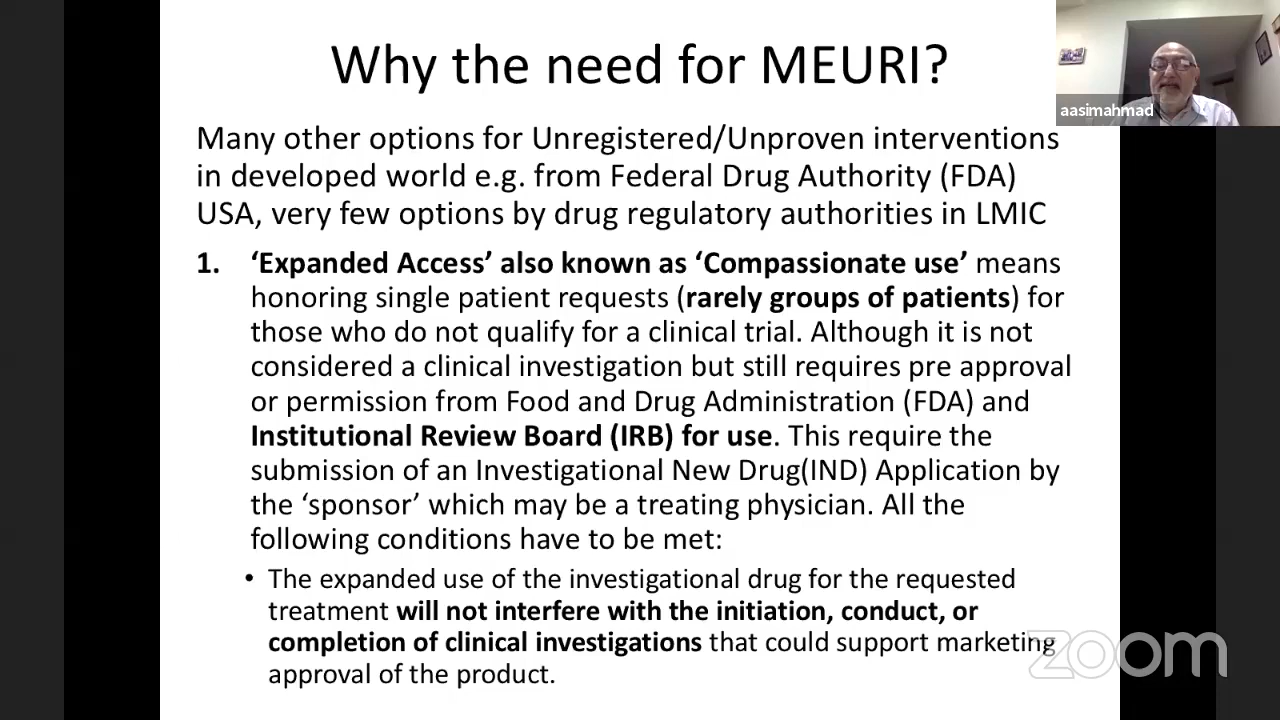 Why the need for MEURI?
aasimahmad
Many other options for Unregistered/Unproven interventions
in developed world e.g. from Federal Drug Authority (FDA)
USA, very few options by drug regulatory authorities in LMIC
1. ‘Expanded Access’ also known as ‘Compassionate use’ means
honoring single patient requests (rarely groups of patients) for
those who do not qualify for a clinical trial. Although it is not
considered a clinical investigation but still requires pre approval
or permission from Food and Drug Administration (FDA) and
Institutional Review Board (IRB) for use. This require the
submission of an Investigational New Drug(IND) Application by
the ‘sponsor’ which may be a treating physician. All the
following conditions have to be met:
• The expanded use of the investigational drug for the requested
treatment will not interfere with the initiation, conduct, or
completion of clinical investigations that could support marketing
approval of the product.
zoom